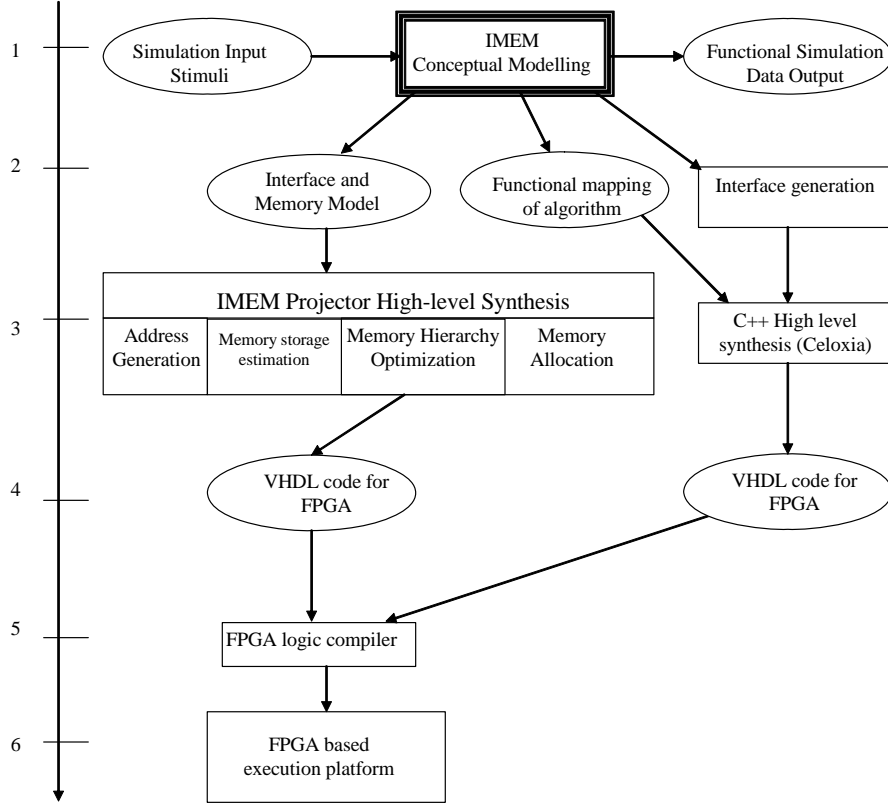 1
Simulation Input
Stimuli
IMEM
Conceptual Modelling
Functional Simulation
Data Output
2
Interface and
Memory Model
Functional mapping
of algorithm
Interface generation
IMEM Projector High-level Synthesis
3
Address
Generation
Memory storage
estimation
Memory Hierarchy
Optimization
Memory
Allocation
C++ High level
synthesis (Celoxia)
4
VHDL code for
FPGA
VHDL code for
FPGA
5
FPGA logic compiler
6
FPGA based
execution platform